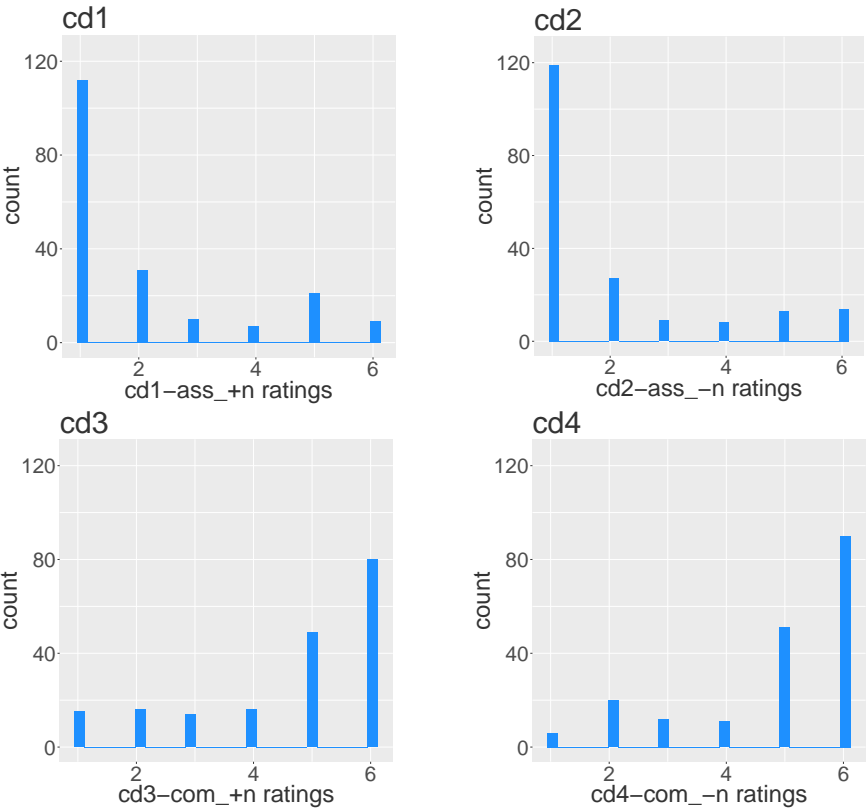 cd1
120
80
40
0
count
2 4 6
cd1−ass_+n ratings
cd2
120
80
40
0
count
2 4 6
cd2−ass_−n ratings
cd3
120
80
40
0
count
2 4 6
cd3−com_+n ratings
cd4
120
80
40
0
count
2 4 6
cd4−com_−n ratings